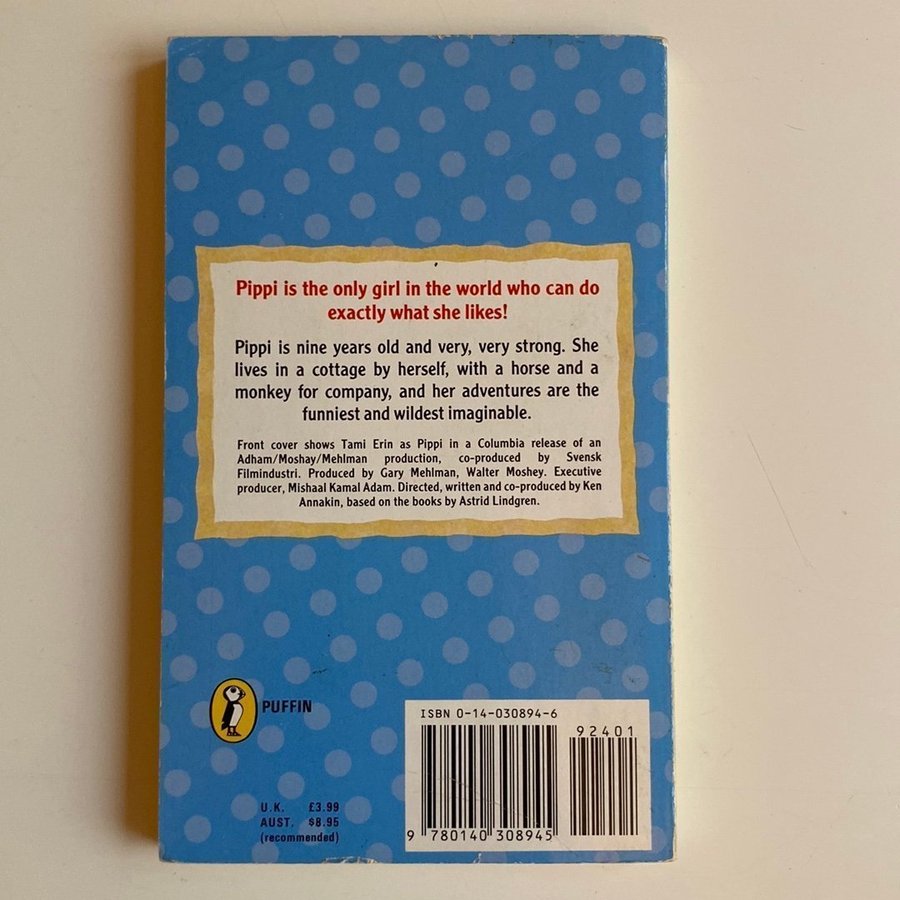 Pippi is the only girl in the world who can do
exactly what she likes!
Pippi is nine years old and very, very strong. She
lives in a cottage by herself, with a horse and a
monkey for company, and her adventures are the
funniest and wildest imaginable.
Front cover shows Tami Erin as Pippi in a Columbia release of an
Adham/Moshay/Mehlman production, co-produced by Svensk
Filmindustri. Produced by Gary Mehlman, Walter Moshey. Executive
producer, Mishaal Kamal Adam. Directed, written and co-produced by Ken
Annakin, based on the books by Astrid Lindgren.
PUFFIN
U.K. £3.99
AUST. $8.95
(recommended)
ISBN 0-14-030894-6
92401
9 780140 308945